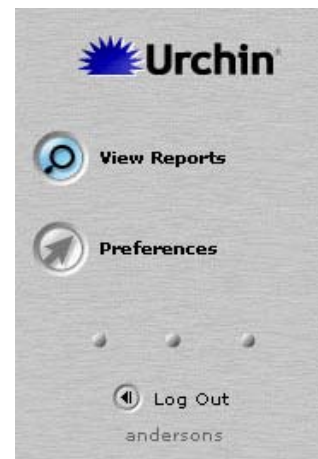 Urchin
View Reports
Preferences
Log Out
andersons